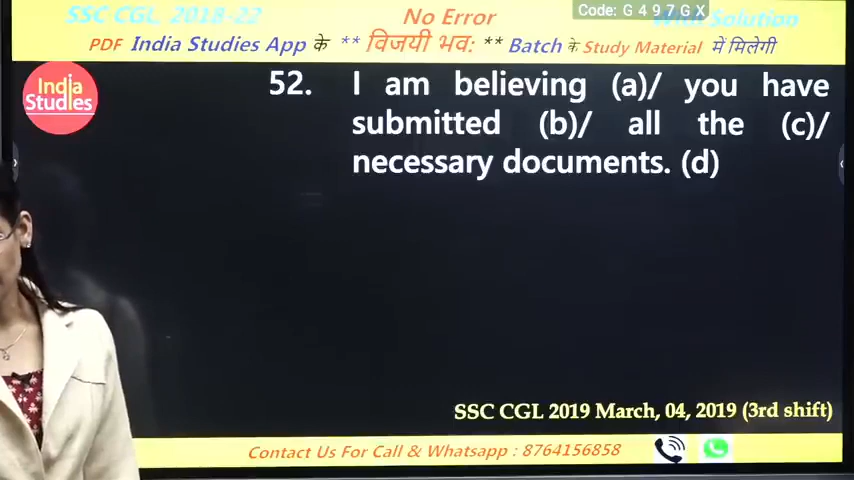 SSC CGL 2018-22
No Error
Code: G 4 9 7 G X
With Solution
PDF India Studies App के ** विजयी भव: ** Batch के Study Material में मिलेगी
India
Studies
52. I am believing (a)/ you have
submitted (b)/ all the (c)/
necessary documents. (d)
SSC CGL 2019 March, 04, 2019 (3rd shift)
Contact Us For Call & Whatsapp : 8764156858